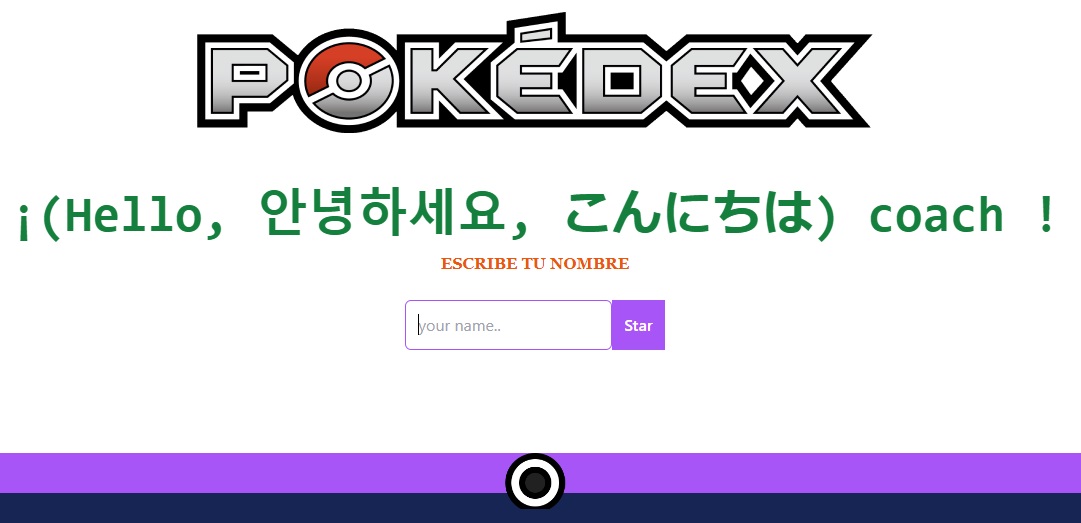 POKÉDEX
¡(Hello, 안녕하세요, こんにちは) coach !
ESCRIBE TU NOMBRE
your name.. Star